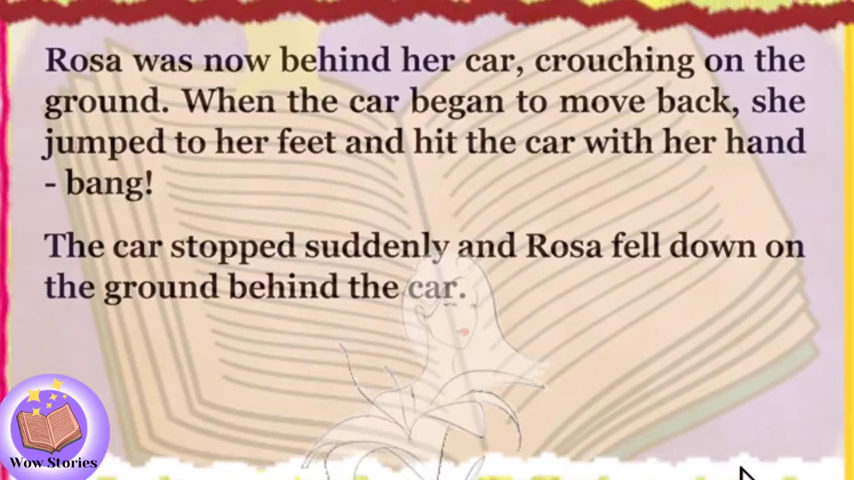 Rosa was now behind her car, crouching on the
ground. When the car began to move back, she
jumped to her feet and hit the car with her hand
- bang!
The car stopped suddenly and Rosa fell down on
the ground behind the car.
Wow Stories